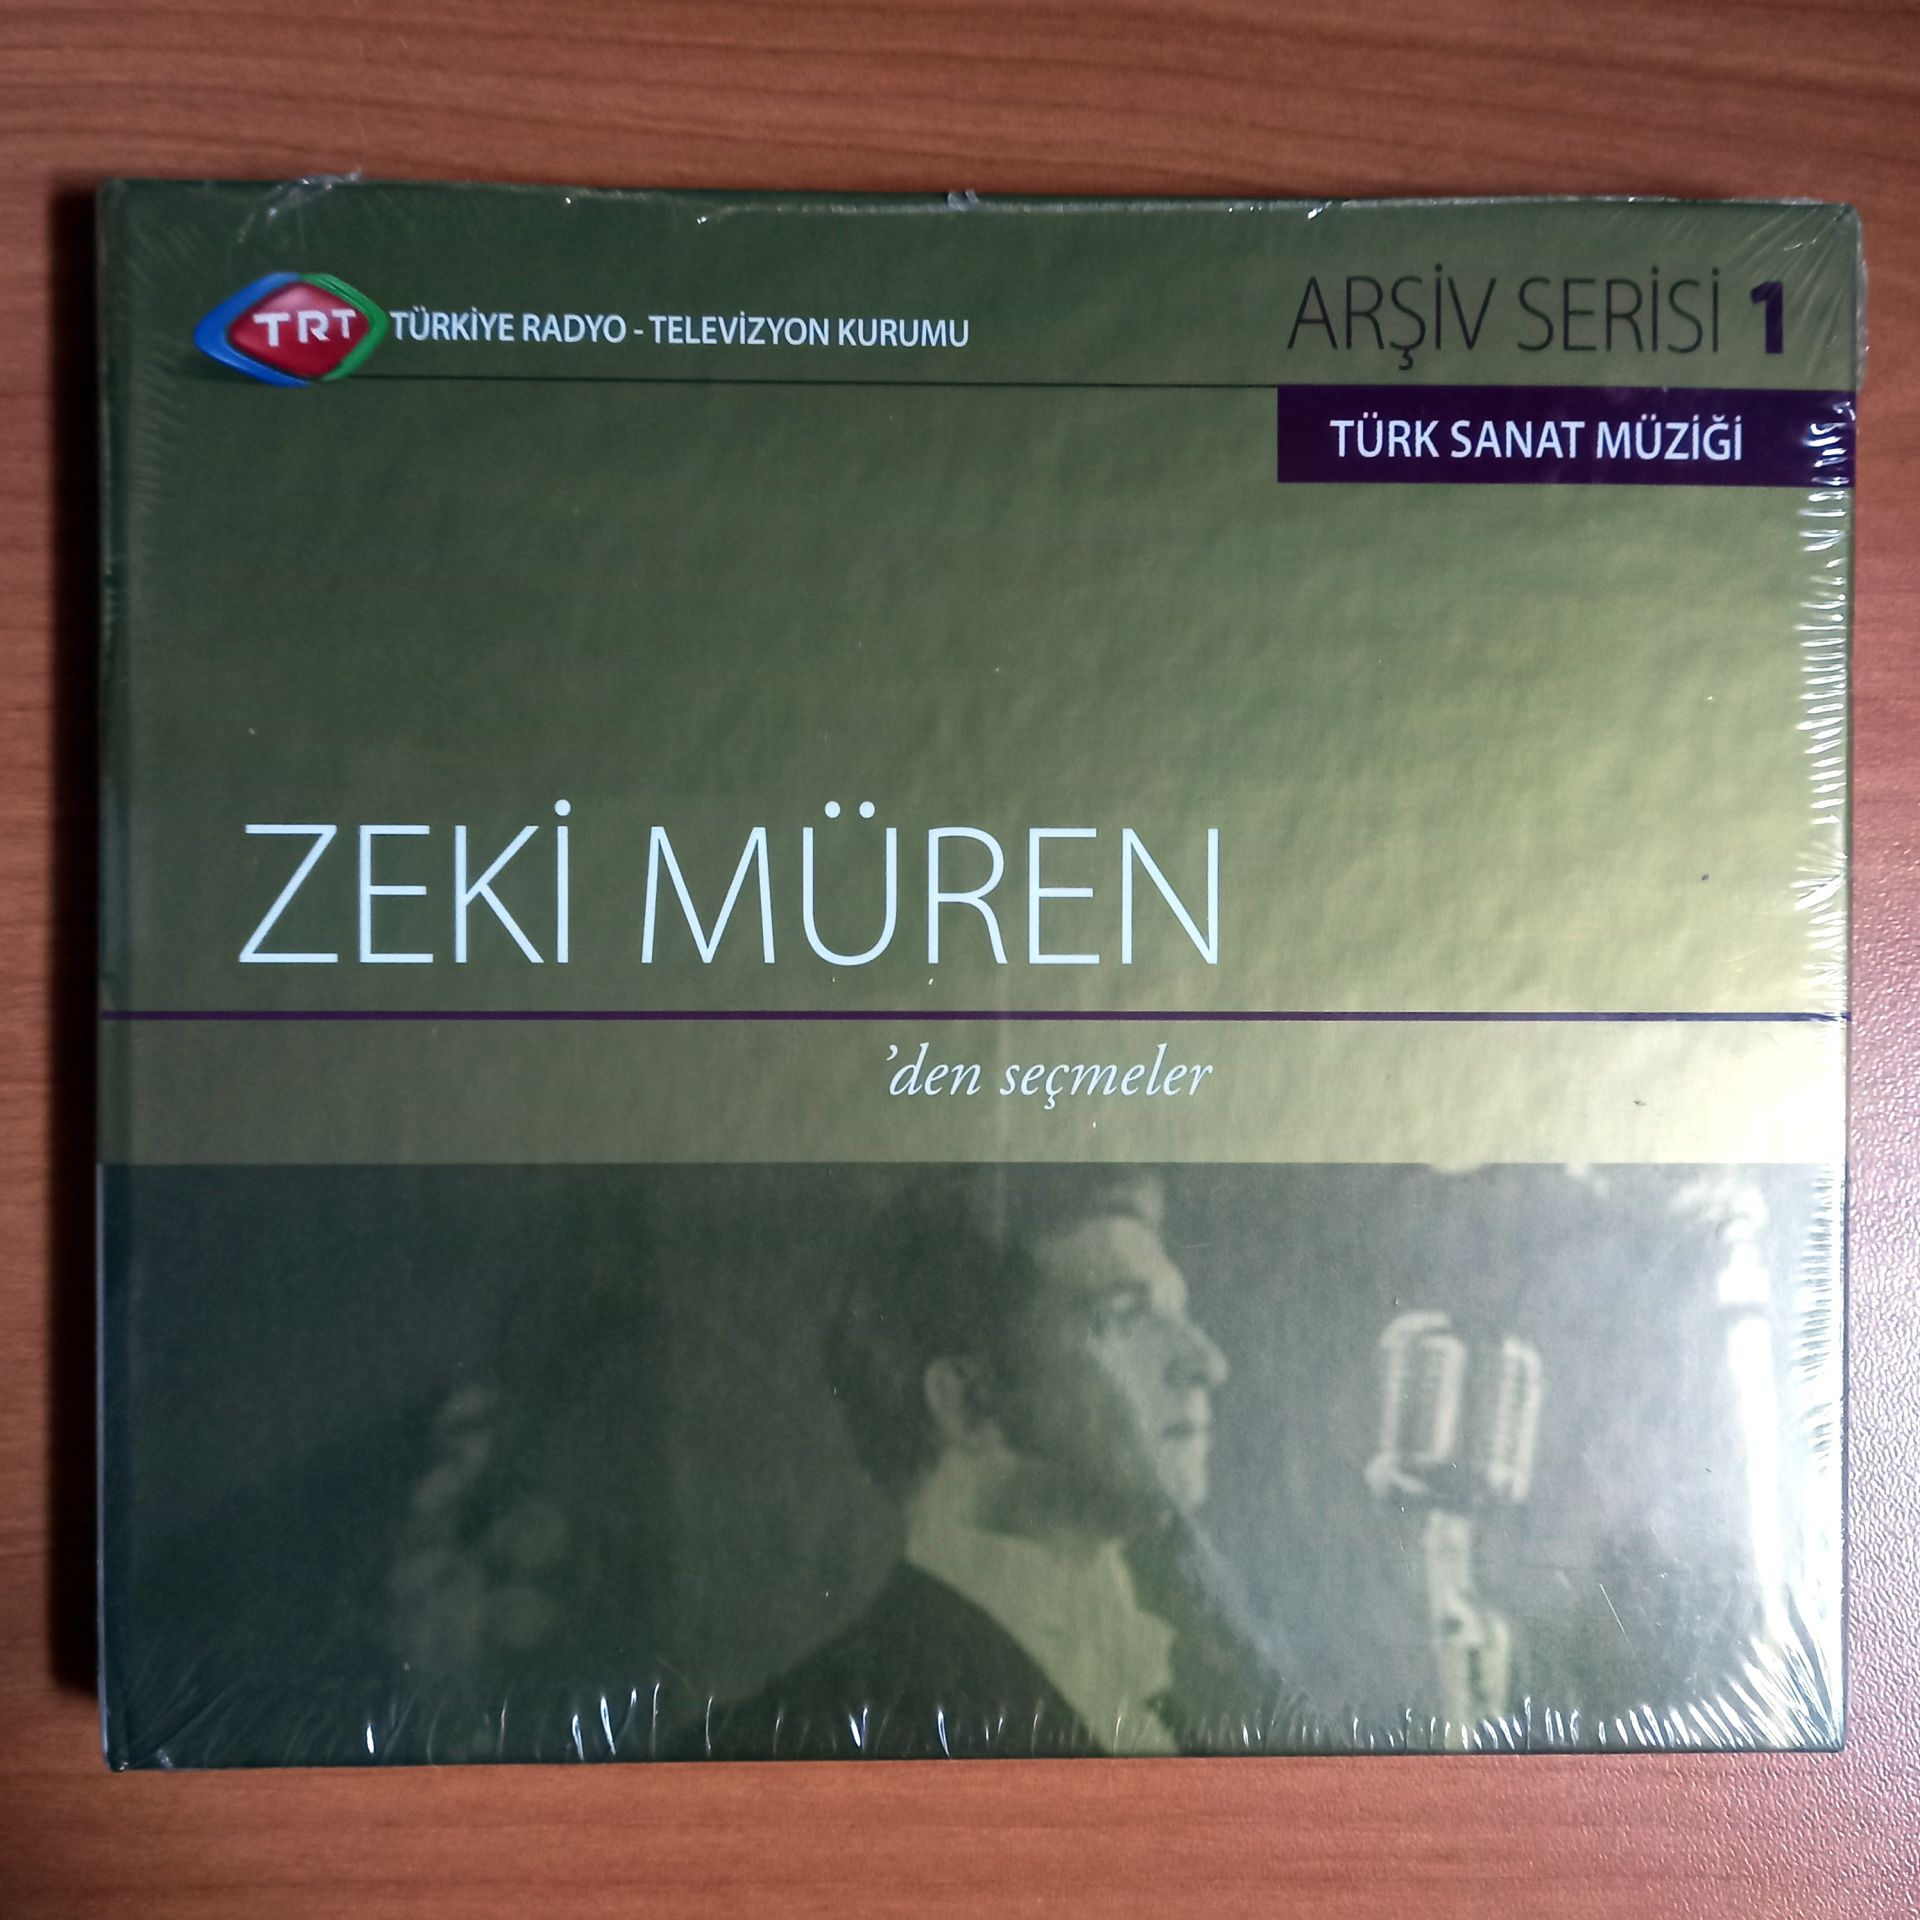 TRT TÜRKİYE RADYO - TELEVİZYON KURUMU
ARŞİV SERİSİ 1
TÜRK SANAT MÜZİĞİ
ZEKİ MÜREN
'den seçmeler